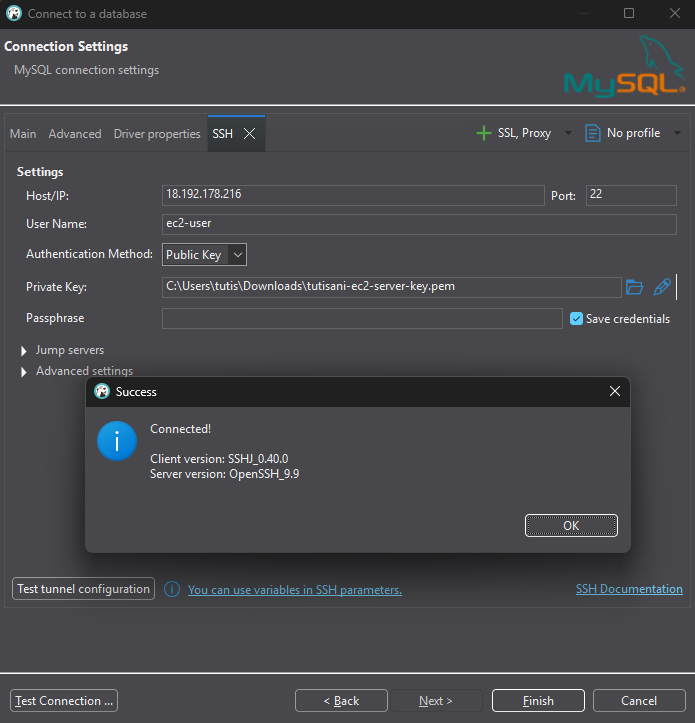 Connect to a database
Connection Settings
MySQL connection settings
MySQL
Main Advanced Driver properties SSH SSL, Proxy No profile
Settings
Host/IP: 18.192.178.216 Port: 22
User Name: ec2-user
Authentication Method: Public Key
Private Key: C:\Users\tutis\Downloads\tutisani-ec2-server-key.pem
Passphrase Save credentials
Jump servers
Advanced settings
Success
Connected!
Client version: SSHJ_0.40.0
Server version: OpenSSH_9.9
OK
Test tunnel configuration You can use variables in SSH parameters. SSH Documentation
Test Connection ... < Back Next > Finish Cancel